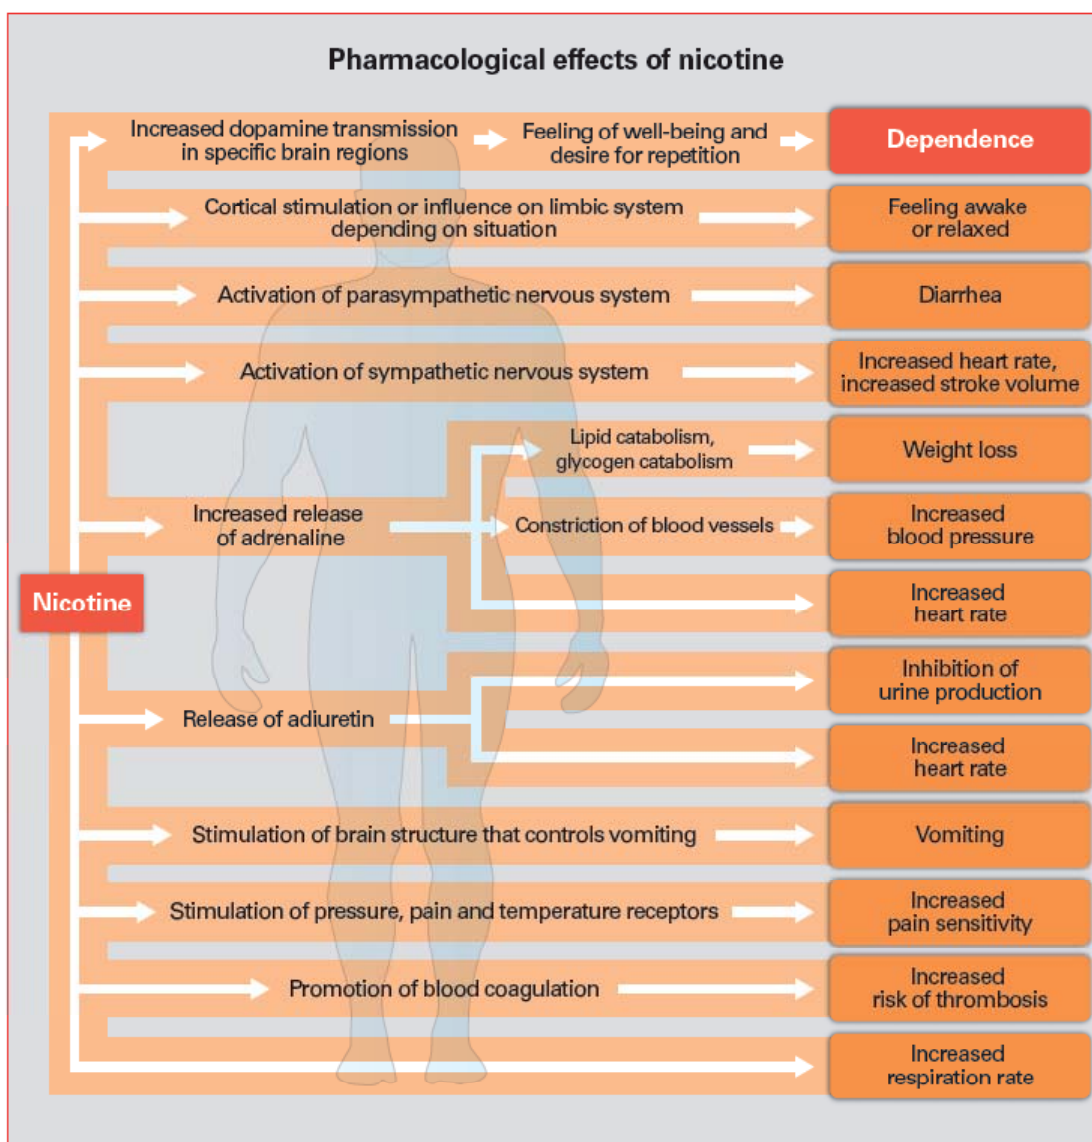 Pharmacological effects of nicotine
Increased dopamine transmission
in specific brain regions
Feeling of well-being and
desire for repetition
Dependence
Cortical stimulation or influence on limbic system
depending on situation
Feeling awake
or relaxed
Activation of parasympathetic nervous system
Diarrhea
Activation of sympathetic nervous system
Increased heart rate,
increased stroke volume
Lipid catabolism,
glycogen catabolism
Weight loss
Increased release
of adrenaline
Constriction of blood vessels
Increased
blood pressure
Increased
heart rate
Nicotine
Inhibition of
urine production
Release of adiuretin
Increased
heart rate
Stimulation of brain structure that controls vomiting
Vomiting
Stimulation of pressure, pain and temperature receptors
Increased
pain sensitivity
Promotion of blood coagulation
Increased
risk of thrombosis
Increased
respiration rate